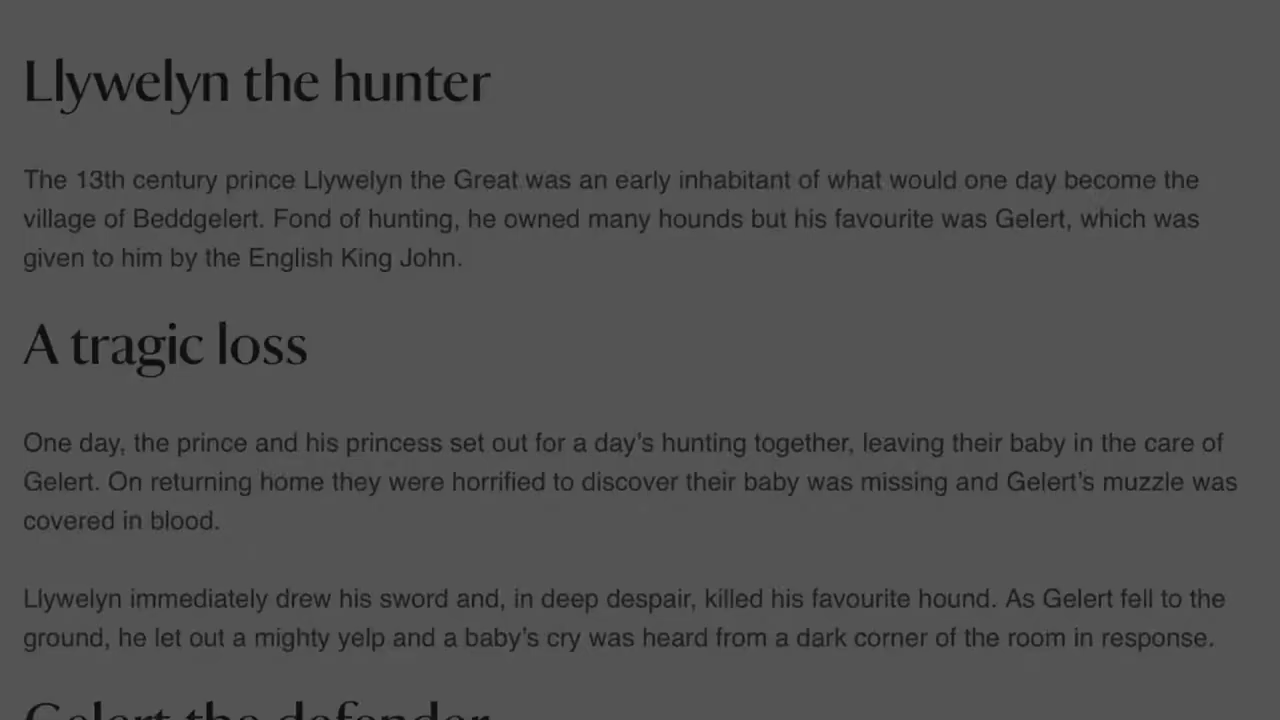 Llywelyn the hunter
The 13th century prince Llywelyn the Great was an early inhabitant of what would one day become the
village of Beddgelert. Fond of hunting, he owned many hounds but his favourite was Gelert, which was
given to him by the English King John.
A tragic loss
One day, the prince and his princess set out for a day’s hunting together, leaving their baby in the care of
Gelert. On returning home they were horrified to discover their baby was missing and Gelert’s muzzle was
covered in blood.
Llywelyn immediately drew his sword and, in deep despair, killed his favourite hound. As Gelert fell to the
ground, he let out a mighty yelp and a baby’s cry was heard from a dark corner of the room in response.
Gelert the defender